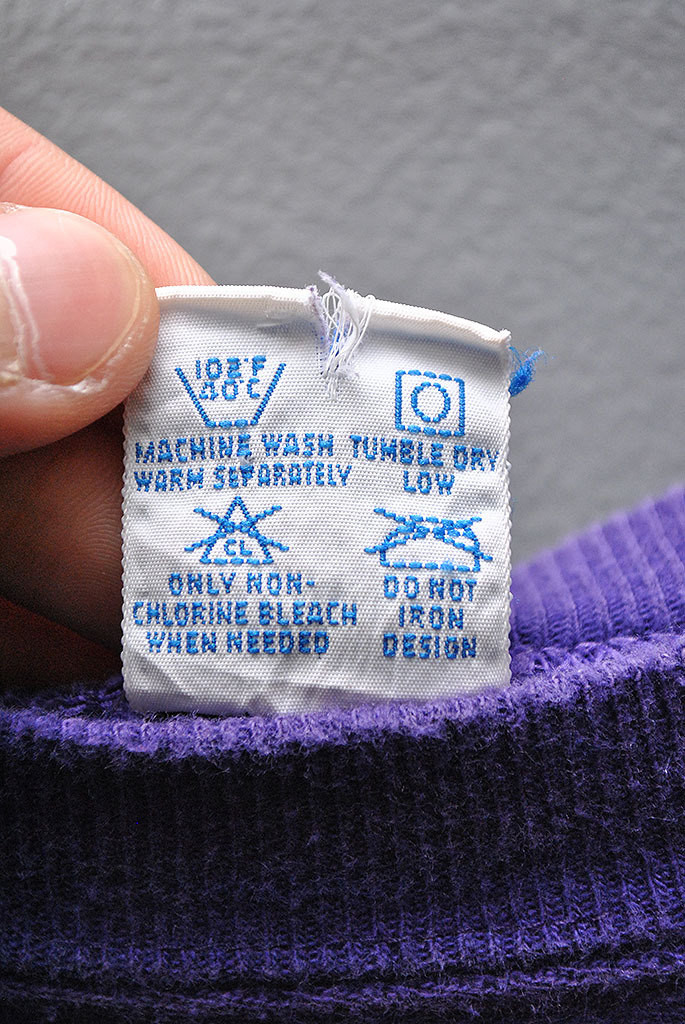 102°F
40°C
MACHINE WASH
WARM SEPARATELY
TUMBLE DRY
LOW
CL
ONLY NON-
CHLORINE BLEACH
WHEN NEEDED
DO NOT
IRON
DESIGN